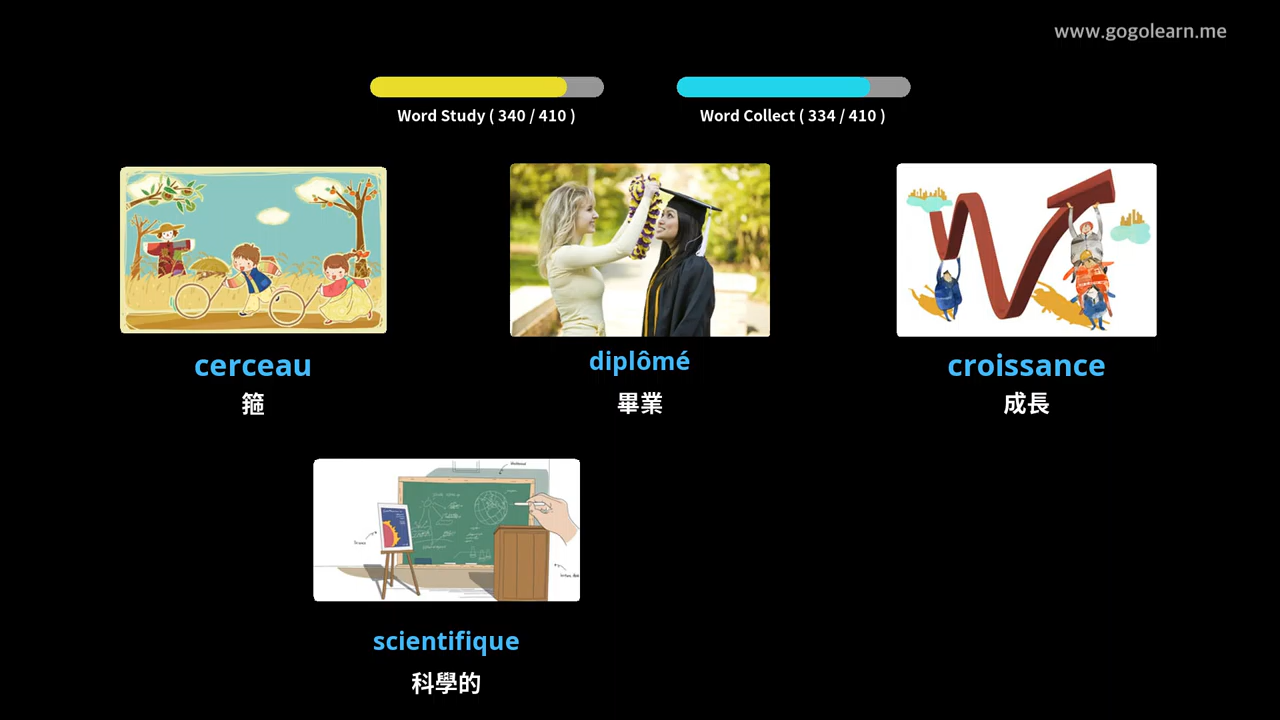 www.gogolearn.me
Word Study ( 340 / 410 )
Word Collect ( 334 / 410 )
cerceau
箍
diplômé
畢業
croissance
成長
scientifique
科學的